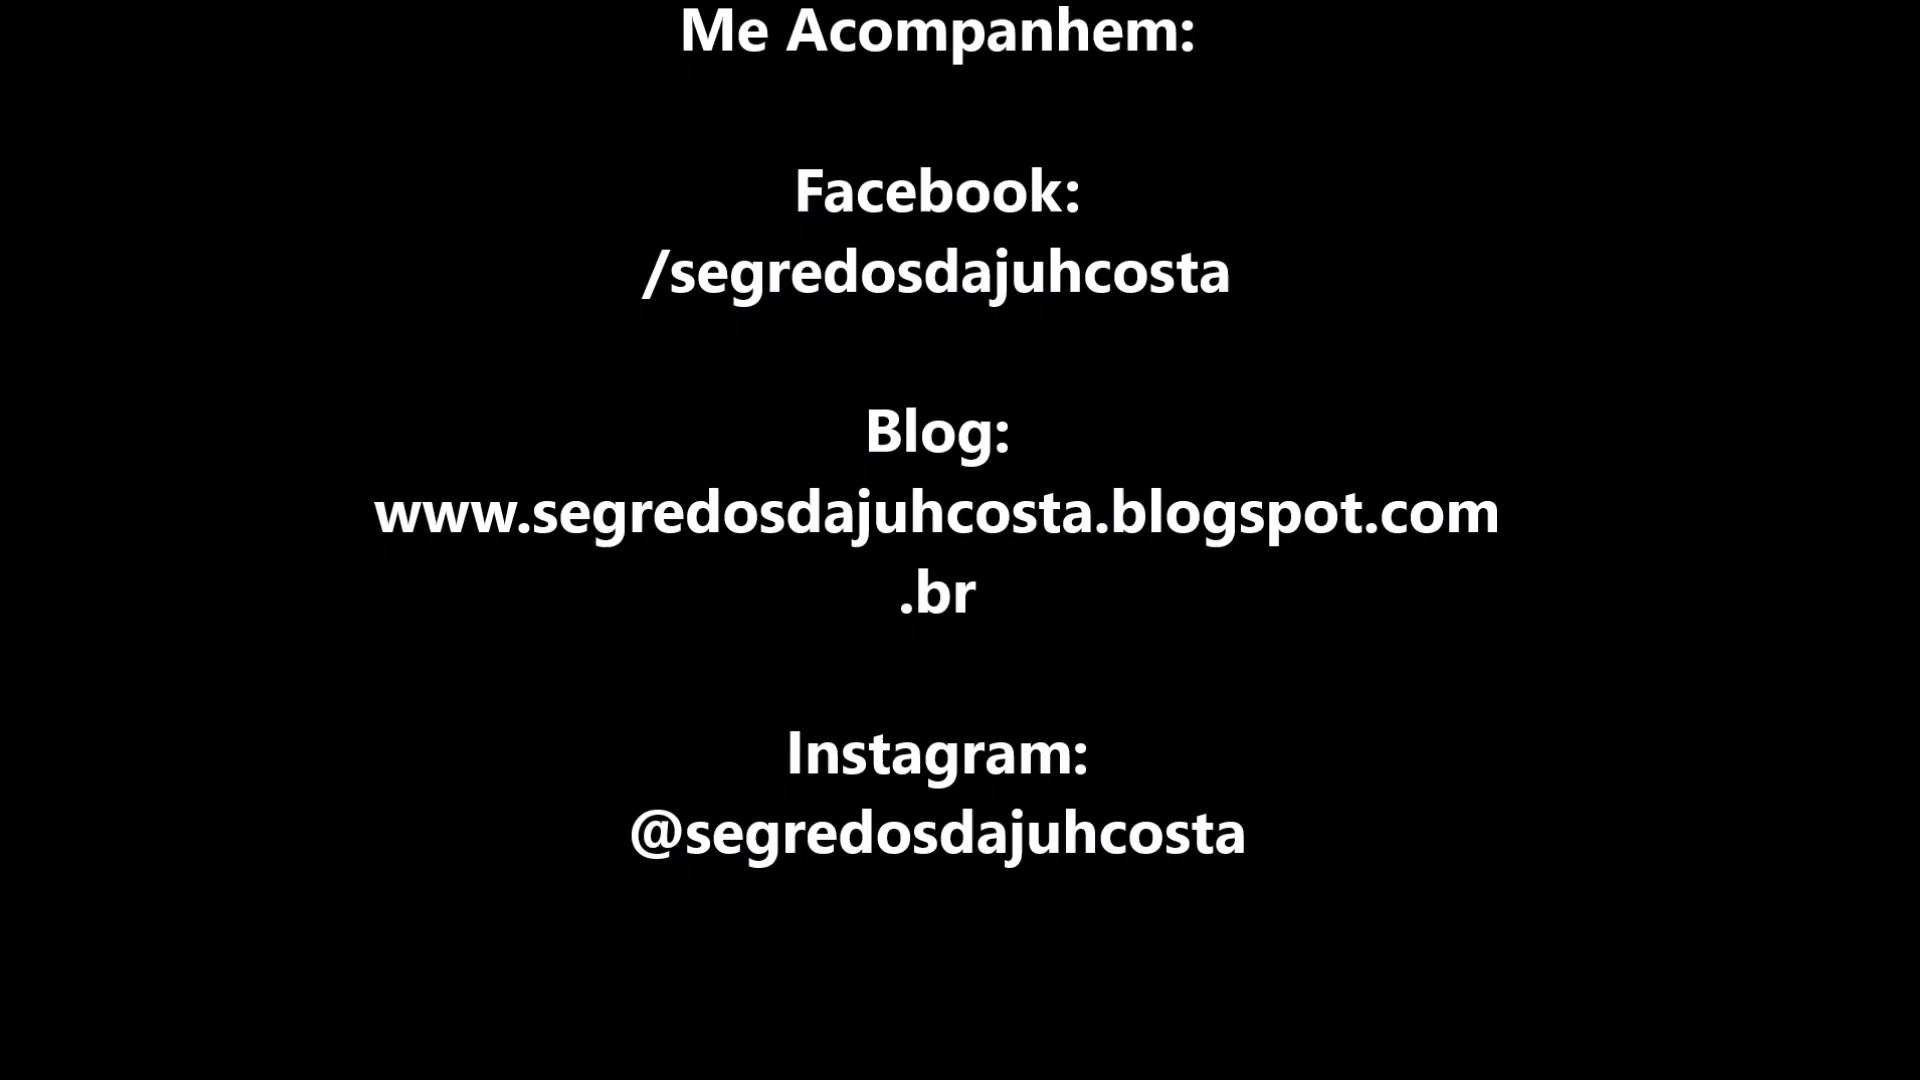 Me Acompanhem:
Facebook:
/segredosdajuhcosta
Blog:
www.segredosdajuhcosta.blogspot.com
.br
Instagram:
@segredosdajuhcosta